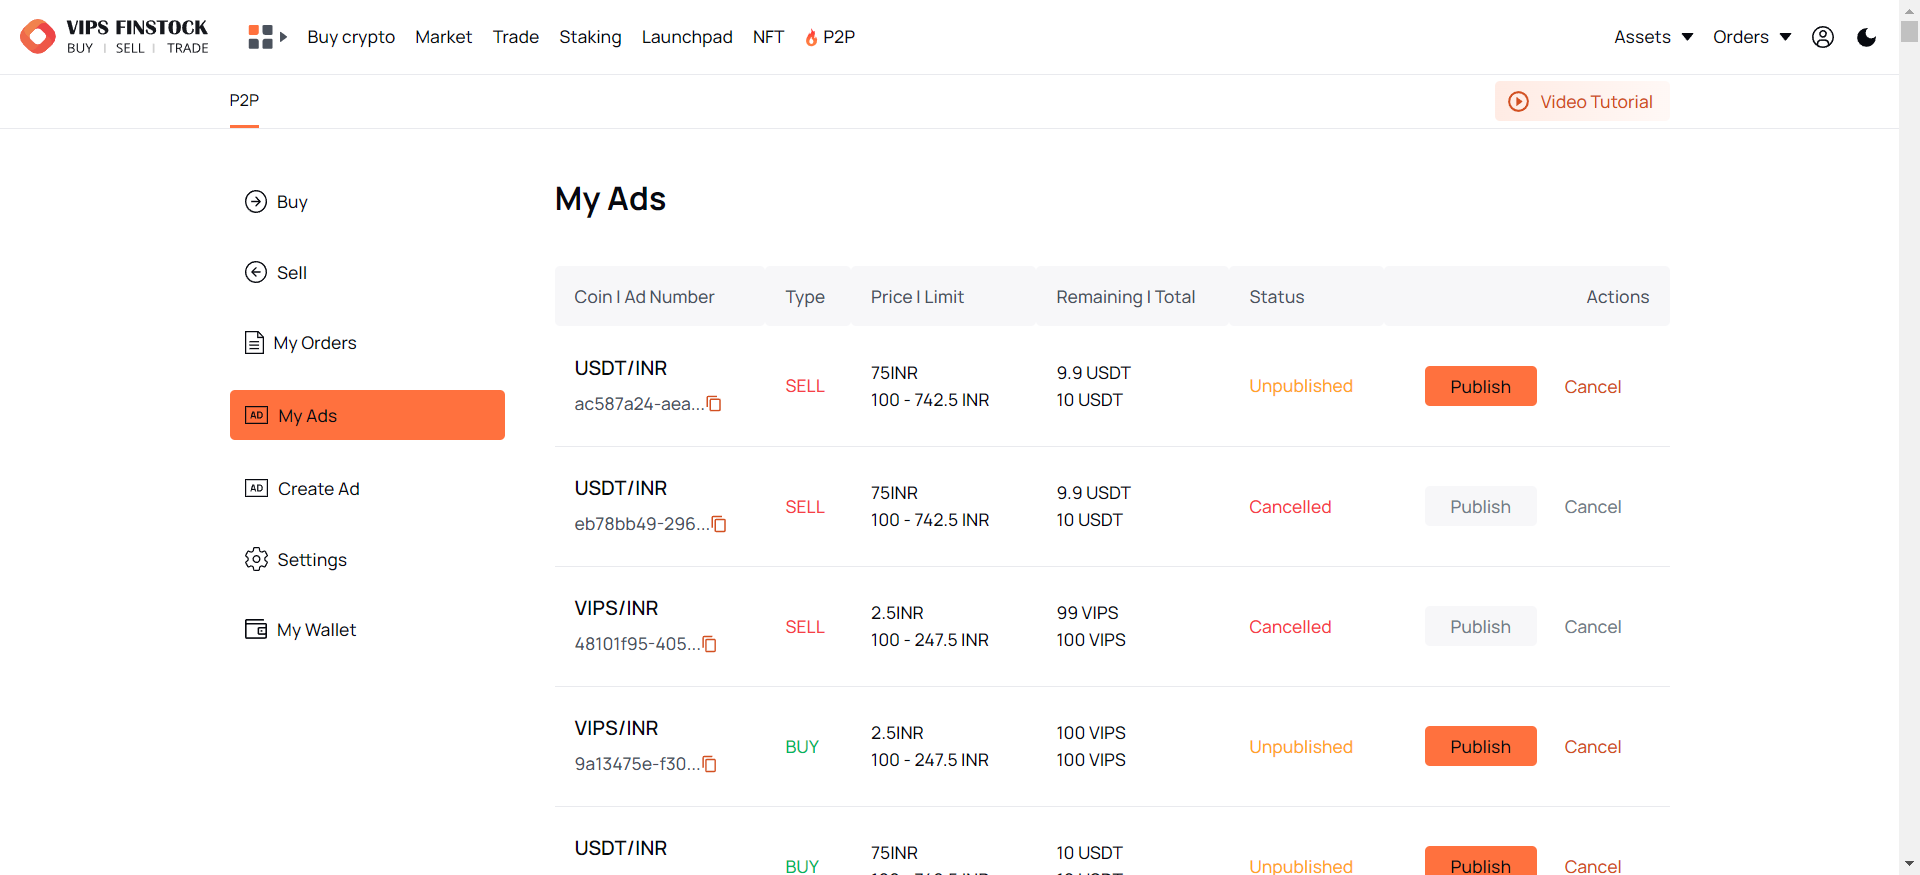 VIPS FINSTOCK
BUY | SELL | TRADE
Buy crypto Market Trade Staking Launchpad NFT P2P
Assets Orders
P2P
Video Tutorial
Buy
Sell
My Orders
AD My Ads
AD Create Ad
Settings
My Wallet
My Ads
Coin | Ad Number Type Price | Limit Remaining | Total Status Actions
USDT/INR
ac587a24-aea...
SELL
75INR
100 - 742.5 INR
9.9 USDT
10 USDT
Unpublished
Publish
Cancel
USDT/INR
eb78bb49-296...
SELL
75INR
100 - 742.5 INR
9.9 USDT
10 USDT
Cancelled
Publish
Cancel
VIPS/INR
48101f95-405...
SELL
2.5INR
100 - 247.5 INR
99 VIPS
100 VIPS
Cancelled
Publish
Cancel
VIPS/INR
9a13475e-f30...
BUY
2.5INR
100 - 247.5 INR
100 VIPS
100 VIPS
Unpublished
Publish
Cancel
USDT/INR
BUY
75INR
10 USDT
Unpublished
Publish
Cancel